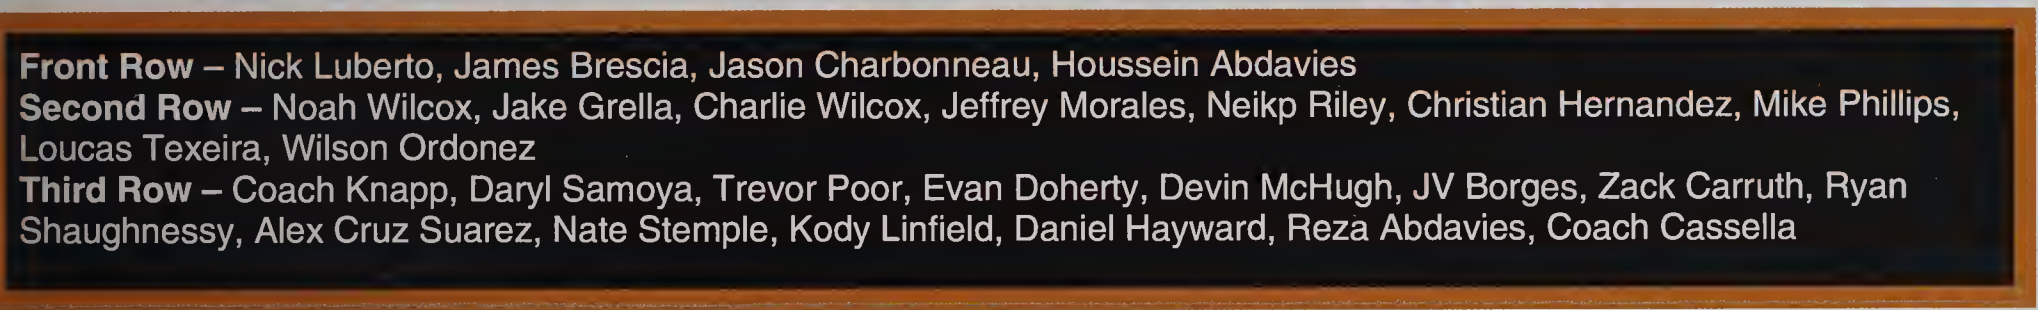 Front Row – Nick Luberto, James Brescia, Jason Charbonneau, Houssein Abdavies
Second Row – Noah Wilcox, Jake Grella, Charlie Wilcox, Jeffrey Morales, Neikp Riley, Christian Hernandez, Mike Phillips,
Loucas Texeira, Wilson Ordonez
Third Row – Coach Knapp, Daryl Samoya, Trevor Poor, Evan Doherty, Devin McHugh, JV Borges, Zack Carruth, Ryan
Shaughnessy, Alex Cruz Suarez, Nate Stemple, Kody Linfield, Daniel Hayward, Reza Abdavies, Coach Cassella